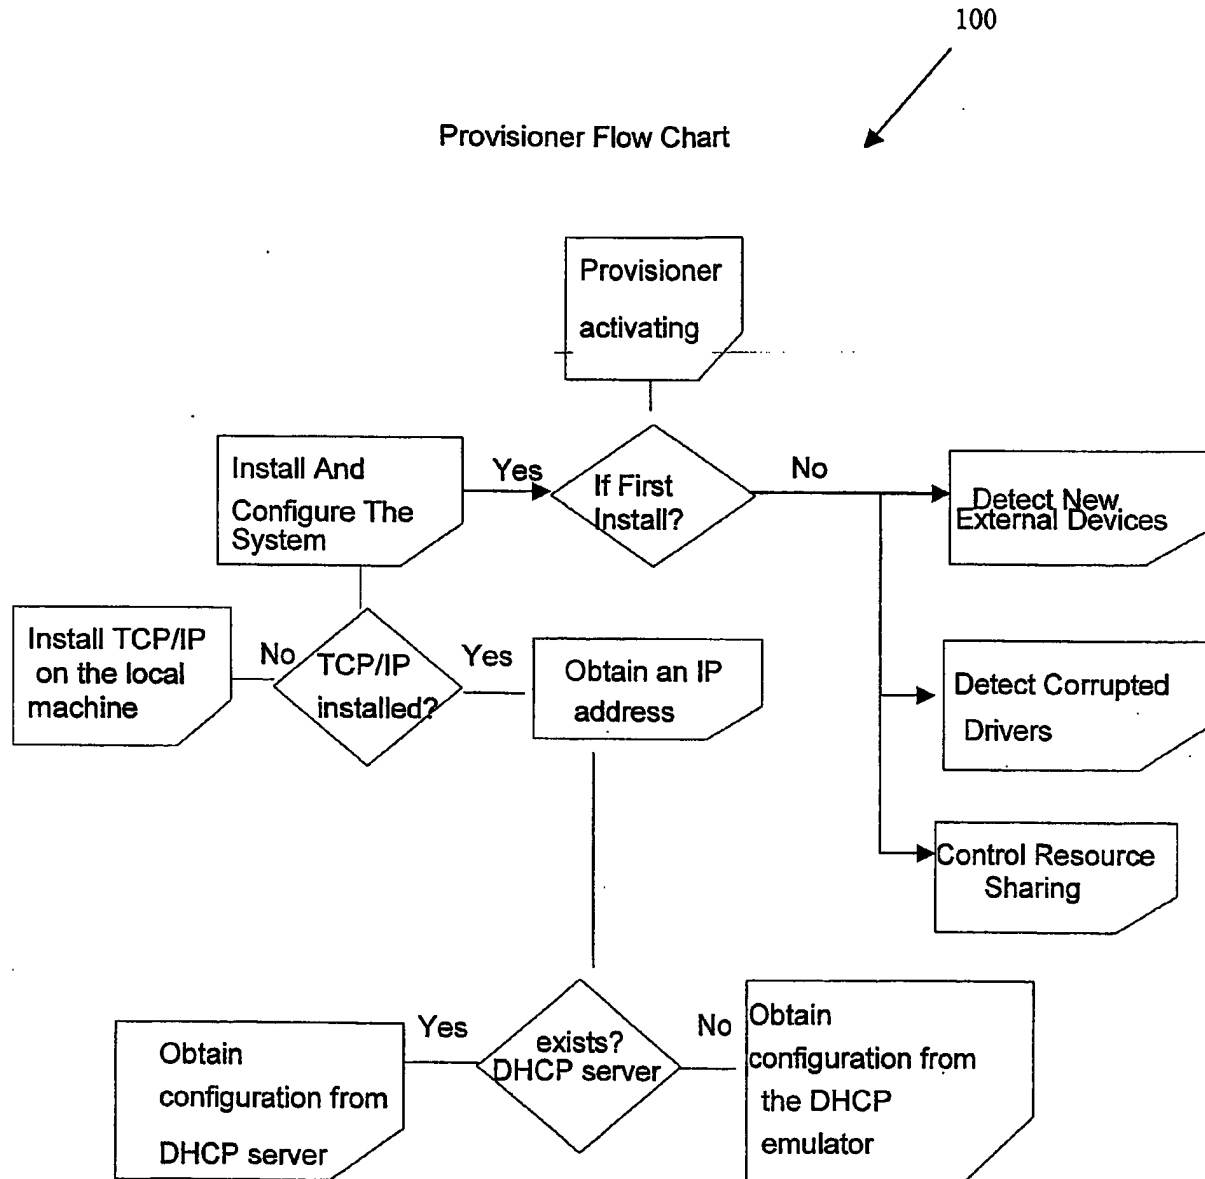 100
Provisioner Flow Chart
Provisioner
activating
Install And
Configure The
System
Yes
If First
Install?
No
Detect New
External Devices
Install TCP/IP
on the local
machine
No
TCP/IP
installed?
Yes
Obtain an IP
address
Detect Corrupted
Drivers
Control Resource
Sharing
Obtain
configuration from
DHCP server
Yes
exists?
DHCP server
No
Obtain
configuration from
the DHCP
emulator